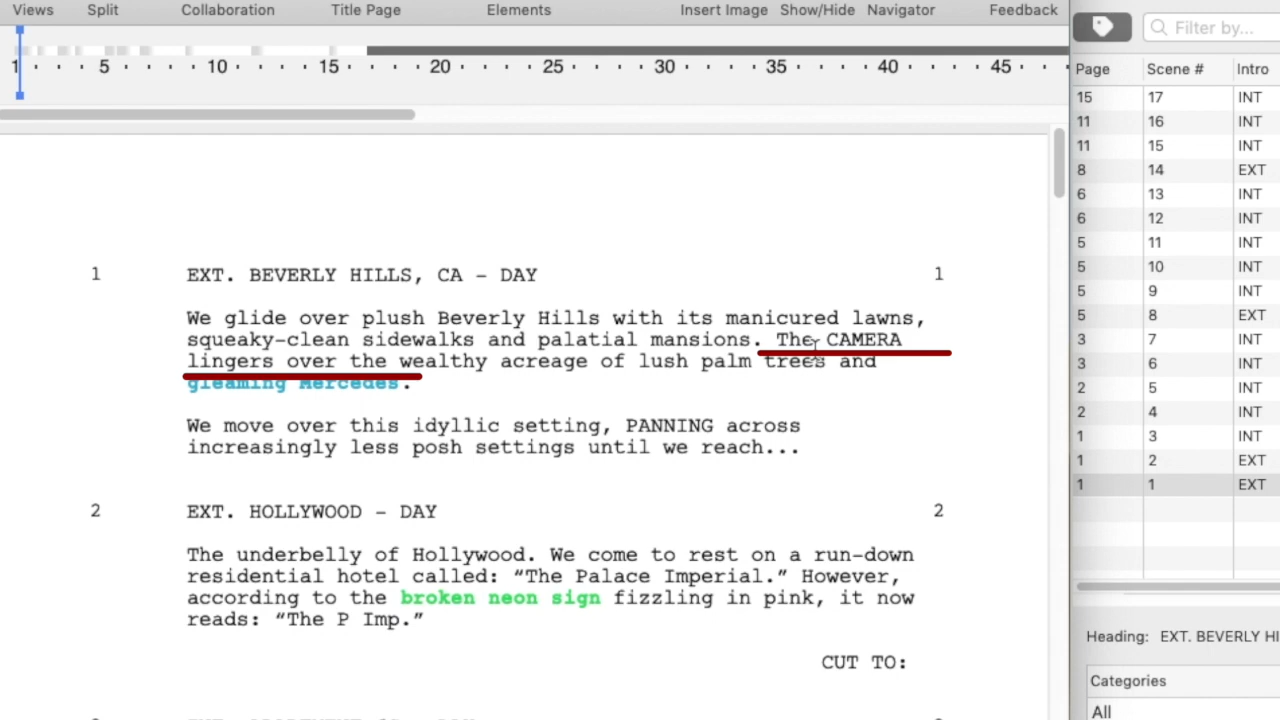 Views Split Collaboration Title Page Elements Insert Image Show/Hide Navigator Feedback
Filter by...
1 5 10 15 20 25 30 35 40 45
Page Scene # Intro
15 17 INT
11 16 INT
11 15 INT
8 14 EXT
6 13 INT
6 12 INT
5 11 INT
5 10 INT
5 9 INT
5 8 EXT
3 7 INT
3 6 INT
2 5 INT
2 4 INT
1 3 INT
1 2 EXT
1 1 EXT
1 EXT. BEVERLY HILLS, CA - DAY 1
We glide over plush Beverly Hills with its manicured lawns,
squeaky-clean sidewalks and palatial mansions. The CAMERA
lingers over the wealthy acreage of lush palm trees and
gleaming Mercedes.
We move over this idyllic setting, PANNING across
increasingly less posh settings until we reach...
2 EXT. HOLLYWOOD - DAY 2
The underbelly of Hollywood. We come to rest on a run-down
residential hotel called: “The Palace Imperial.” However,
according to the broken neon sign fizzling in pink, it now
reads: “The P Imp.”
CUT TO:
Heading: EXT. BEVERLY HI
Categories
All